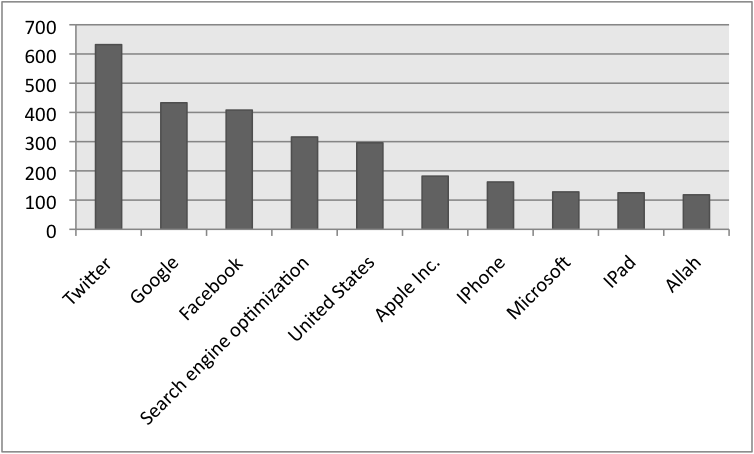 700
600
500
400
300
200
100
0
Twitter
Google
Facebook
Search engine optimization
United States
Apple Inc.
IPhone
Microsoft
IPad
Allah